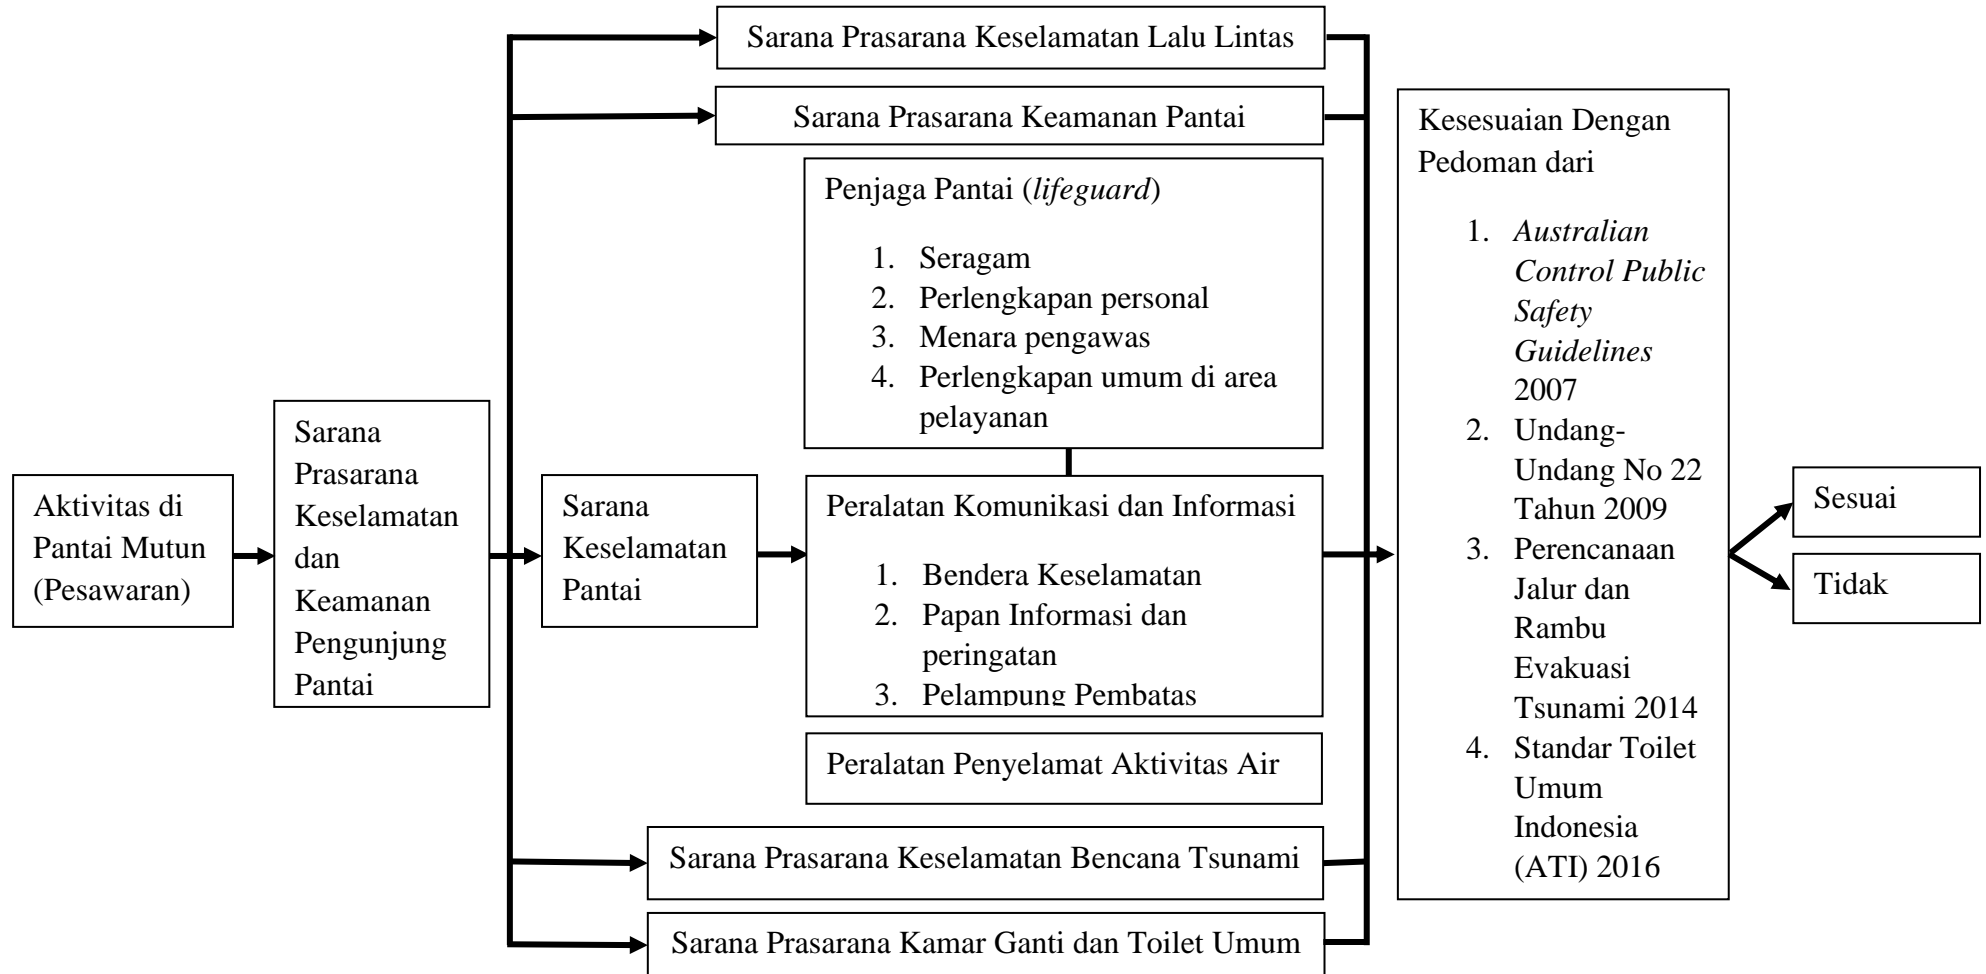 Aktivitas di
Pantai Mutun
(Pesawaran)
Sarana
Prasarana
Keselamatan
dan
Keamanan
Pengunjung
Pantai
Sarana Prasarana Keselamatan Lalu Lintas
Sarana Prasarana Keamanan Pantai
Sarana
Keselamatan
Pantai
Penjaga Pantai (lifeguard)
1. Seragam
2. Perlengkapan personal
3. Menara pengawas
4. Perlengkapan umum di area
pelayanan
Peralatan Komunikasi dan Informasi
1. Bendera Keselamatan
2. Papan Informasi dan
peringatan
3. Pelampung Pembatas
Peralatan Penyelamat Aktivitas Air
Sarana Prasarana Keselamatan Bencana Tsunami
Sarana Prasarana Kamar Ganti dan Toilet Umum
Kesesuaian Dengan
Pedoman dari
1. Australian
Control Public
Safety
Guidelines
2007
2. Undang-
Undang No 22
Tahun 2009
3. Perencanaan
Jalur dan
Rambu
Evakuasi
Tsunami 2014
4. Standar Toilet
Umum
Indonesia
(ATI) 2016
Sesuai
Tidak